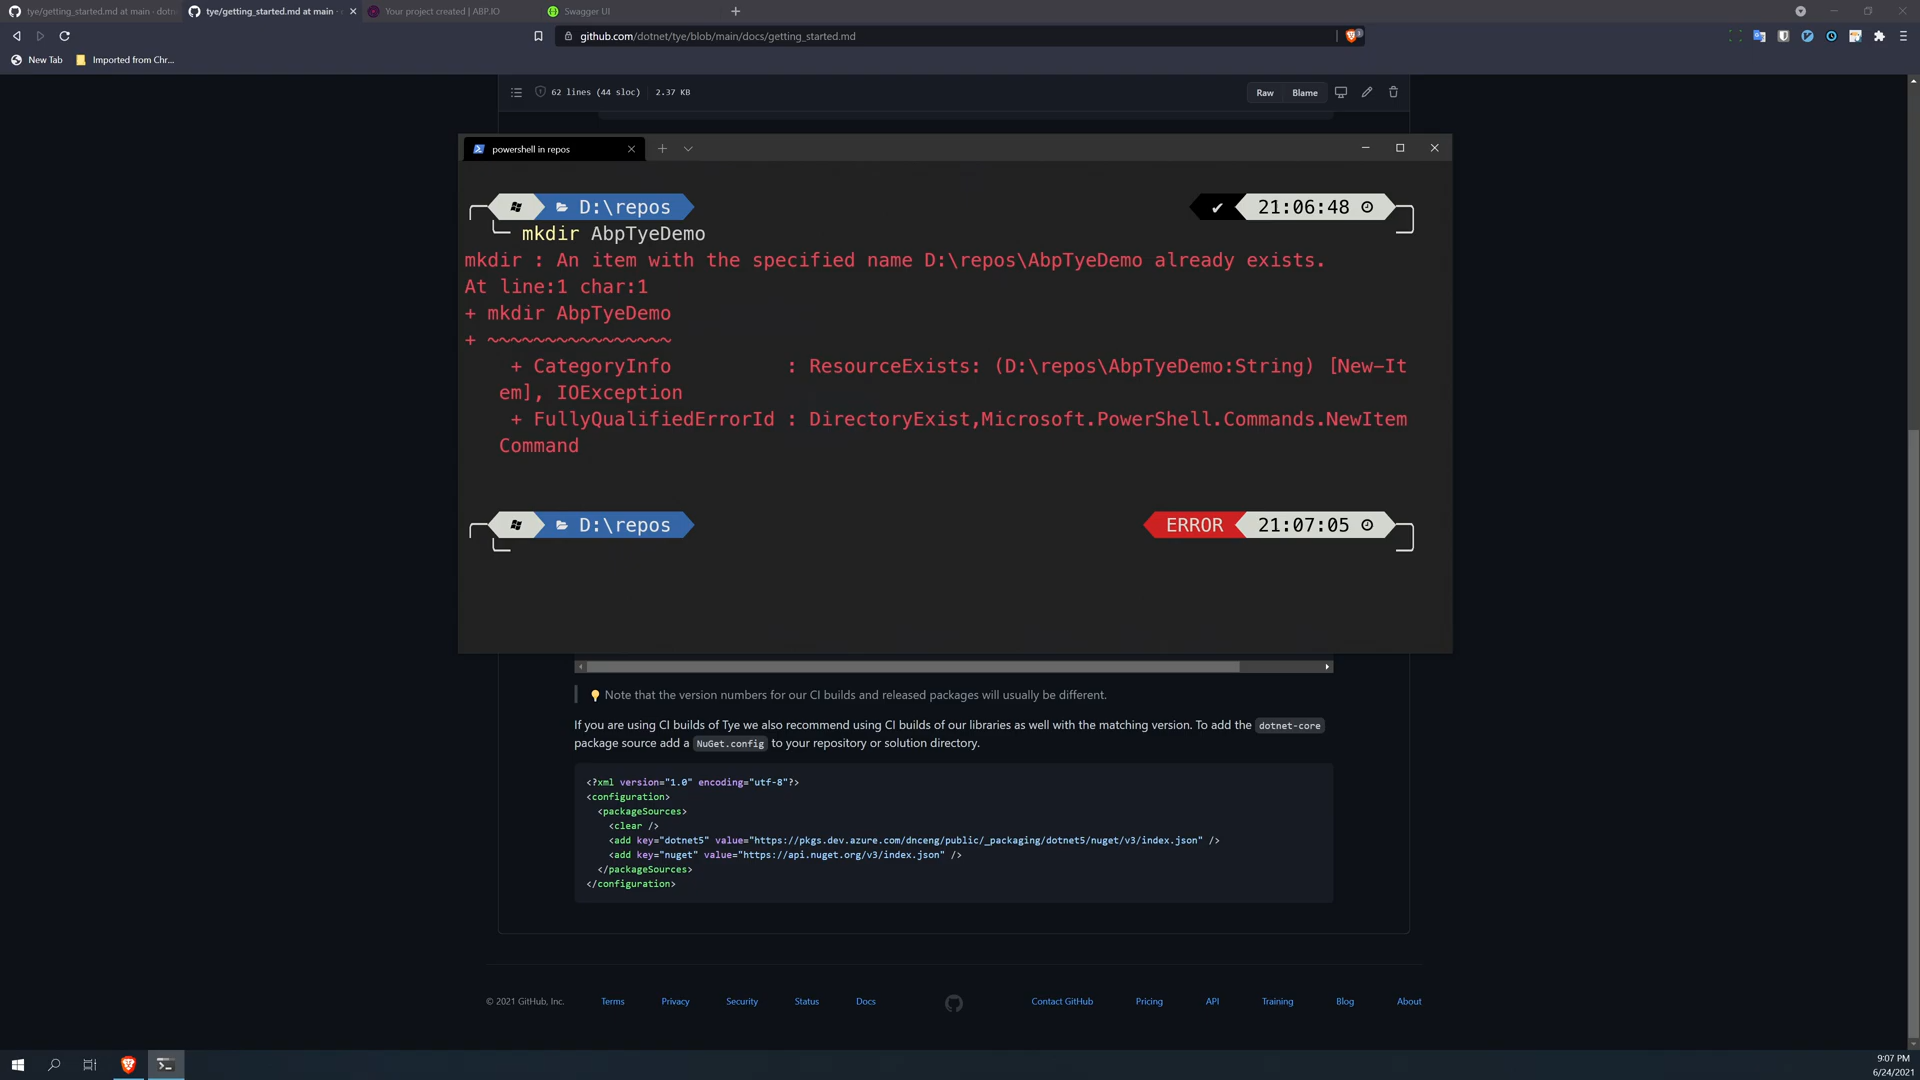 tye/getting_started.md at main · dotn
tye/getting_started.md at main ·
Your project created | ABP.IO
Swagger UI
github.com/dotnet/tye/blob/main/docs/getting_started.md
New Tab
Imported from Chr...
62 lines (44 sloc)
2.37 KB
Raw
Blame
powershell in repos
D:\repos
21:06:48
mkdir AbpTyeDemo
mkdir : An item with the specified name D:\repos\AbpTyeDemo already exists.
At line:1 char:1
+ mkdir AbpTyeDemo
+ ~~~~~~~~~~~~~~~~
+ CategoryInfo          : ResourceExists: (D:\repos\AbpTyeDemo:String) [New-It
em], IOException
+ FullyQualifiedErrorId : DirectoryExist,Microsoft.PowerShell.Commands.NewItem
Command
D:\repos
ERROR
21:07:05
Note that the version numbers for our CI builds and released packages will usually be different.
If you are using CI builds of Tye we also recommend using CI builds of our libraries as well with the matching version. To add the dotnet-core
package source add a NuGet.config to your repository or solution directory.
<?xml version="1.0" encoding="utf-8"?>
<configuration>
<packageSources>
<clear />
<add key="dotnet5" value="https://pkgs.dev.azure.com/dnceng/public/_packaging/dotnet5/nuget/v3/index.json" />
<add key="nuget" value="https://api.nuget.org/v3/index.json" />
</packageSources>
</configuration>
© 2021 GitHub, Inc.
Terms
Privacy
Security
Status
Docs
Contact GitHub
Pricing
API
Training
Blog
About
9:07 PM
6/24/2021